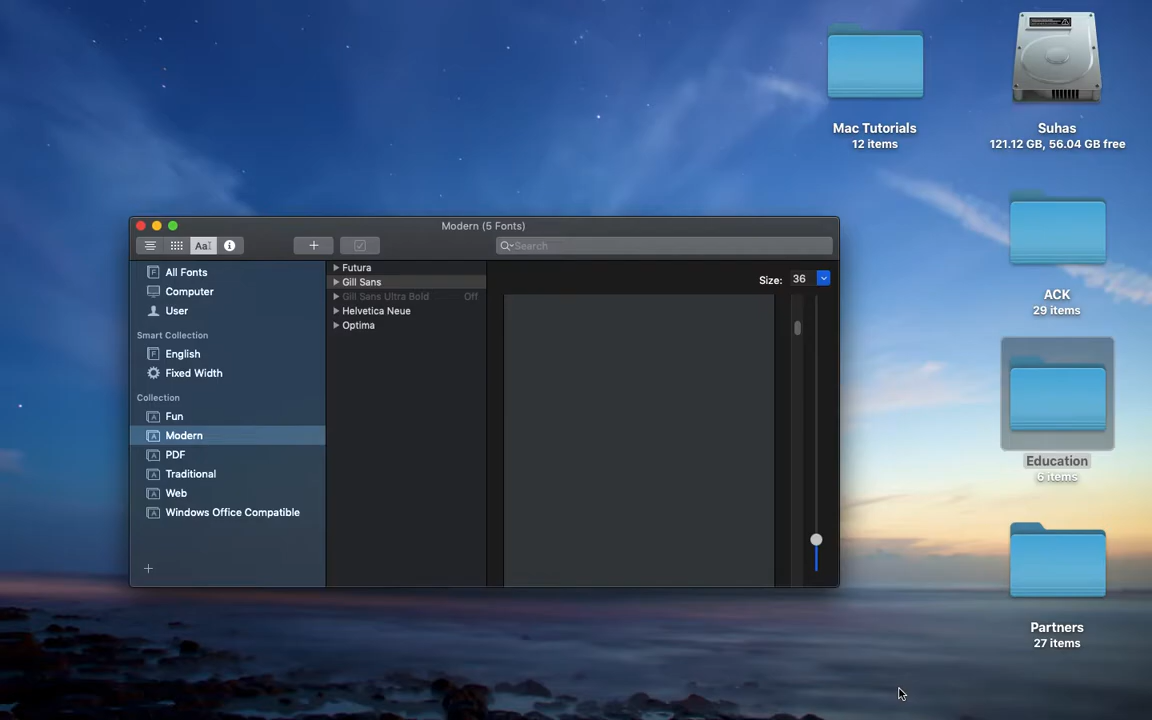 Mac Tutorials
12 items
Suhas
121.12 GB, 56.04 GB free
ACK
29 items
Education
6 items
Partners
27 items
Modern (5 Fonts)
Aa
Search
All Fonts
Computer
User
Smart Collection
English
Fixed Width
Collection
Fun
Modern
PDF
Traditional
Web
Windows Office Compatible
Futura
Gill Sans
Gill Sans Ultra Bold Off
Helvetica Neue
Optima
Size: 36